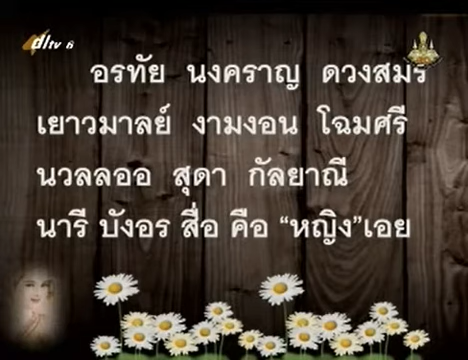 dltv 6
อรทัย นงคราญ ดวงสมร
เยาวมาลย์ งามงอน โฉมศรี
นวลลออ สุดา กัลยาณี
นารี บังอร สื่อ คือ “หญิง”เอย